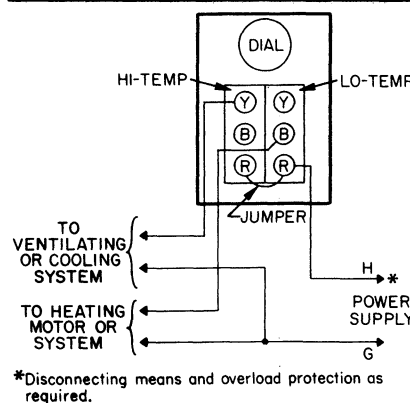 DIAL
HI-TEMP
LO-TEMP
Y Y
B B
R R
JUMPER
TO
VENTILATING
OR COOLING
SYSTEM
H
*
POWER
SUPPLY
TO HEATING
MOTOR OR
SYSTEM
G
*Disconnecting means and overload protection as
required.